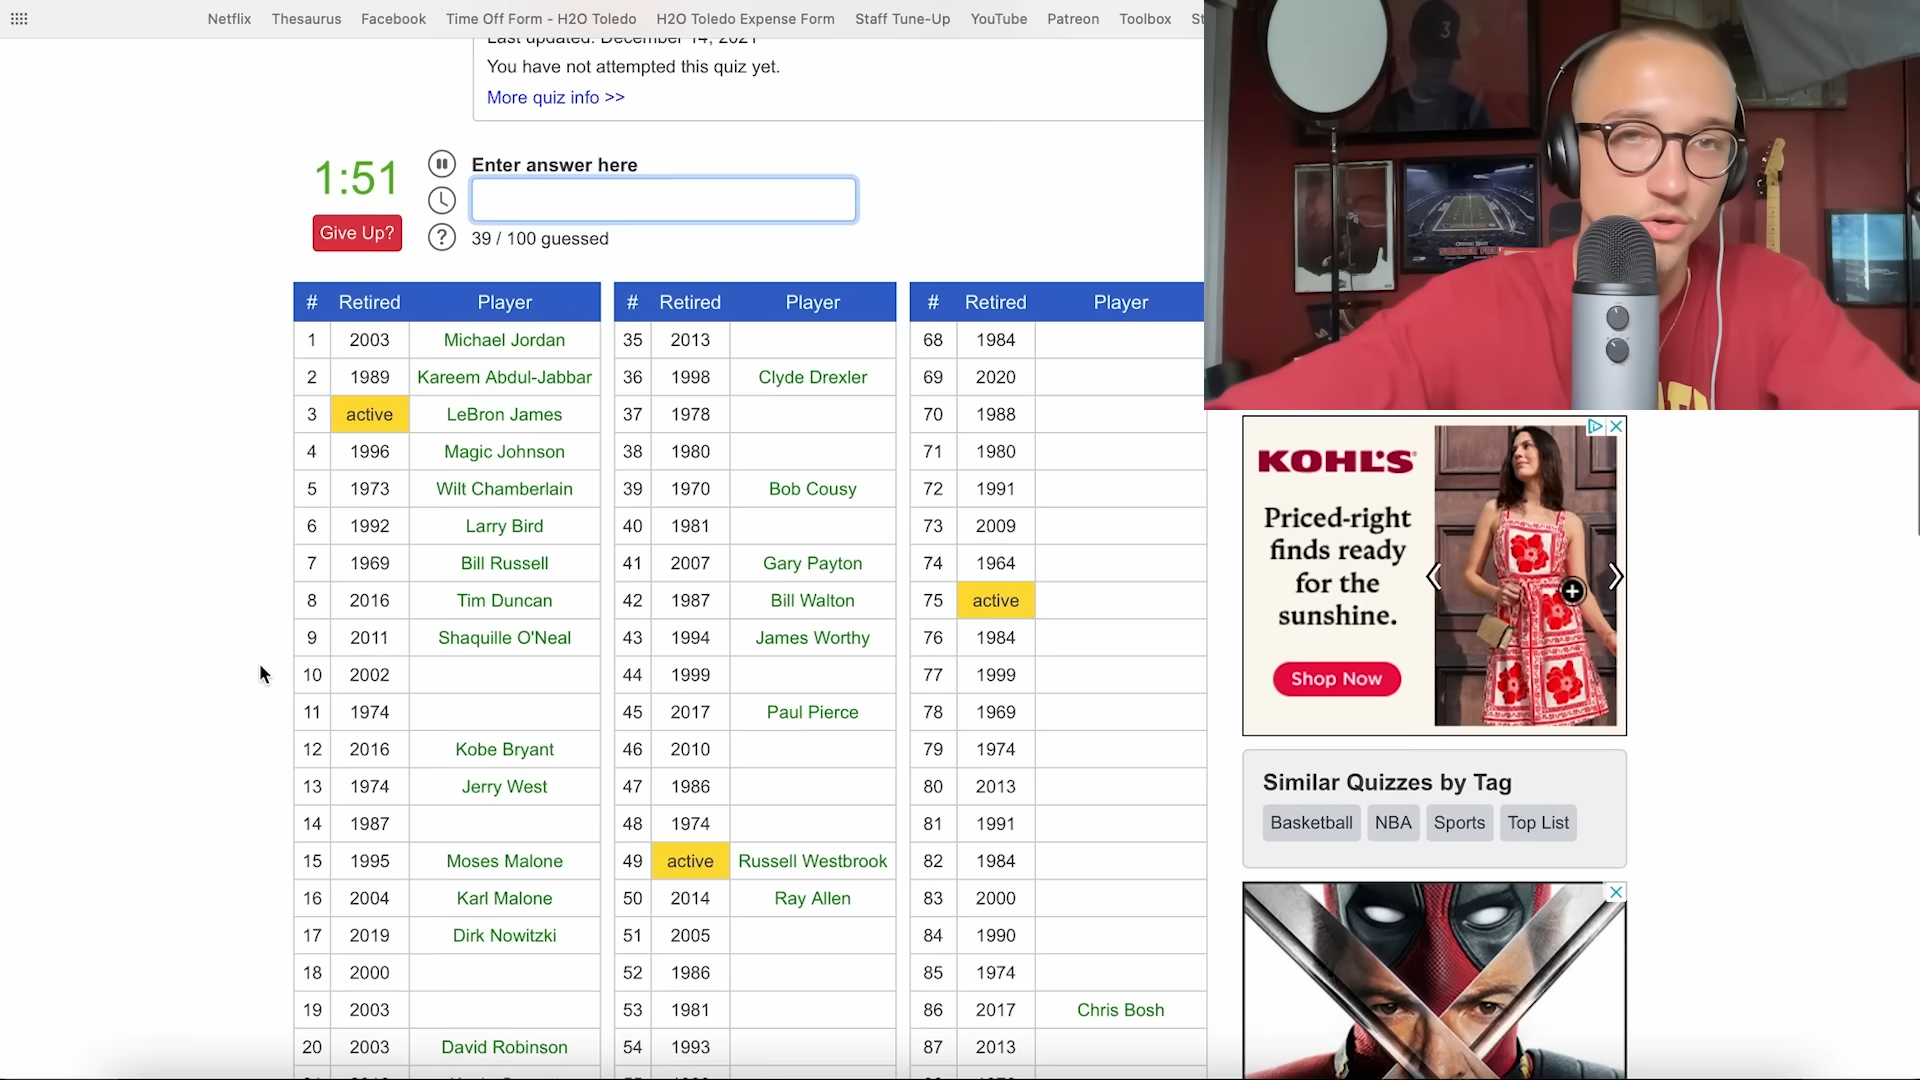 Netflix Thesaurus Facebook Time Off Form - H2O Toledo H2O Toledo Expense Form Staff Tune-Up YouTube Patreon Toolbox St
Last updated: December 14, 2021
You have not attempted this quiz yet.
More quiz info >>
1:51
Give Up?
Enter answer here
39 / 100 guessed
# Retired Player
1 2003 Michael Jordan
2 1989 Kareem Abdul-Jabbar
3 active LeBron James
4 1996 Magic Johnson
5 1973 Wilt Chamberlain
6 1992 Larry Bird
7 1969 Bill Russell
8 2016 Tim Duncan
9 2011 Shaquille O'Neal
10 2002
11 1974
12 2016 Kobe Bryant
13 1974 Jerry West
14 1987
15 1995 Moses Malone
16 2004 Karl Malone
17 2019 Dirk Nowitzki
18 2000
19 2003
20 2003 David Robinson
# Retired Player
35 2013
36 1998 Clyde Drexler
37 1978
38 1980
39 1970 Bob Cousy
40 1981
41 2007 Gary Payton
42 1987 Bill Walton
43 1994 James Worthy
44 1999
45 2017 Paul Pierce
46 2010
47 1986
48 1974
49 active Russell Westbrook
50 2014 Ray Allen
51 2005
52 1986
53 1981
54 1993
# Retired Player
68 1984
69 2020
70 1988
71 1980
72 1991
73 2009
74 1964
75 active
76 1984
77 1999
78 1969
79 1974
80 2013
81 1991
82 1984
83 2000
84 1990
85 1974
86 2017 Chris Bosh
87 2013
3
KOHL'S
Priced-right
finds ready
for the
sunshine.
Shop Now
Similar Quizzes by Tag
Basketball NBA Sports Top List